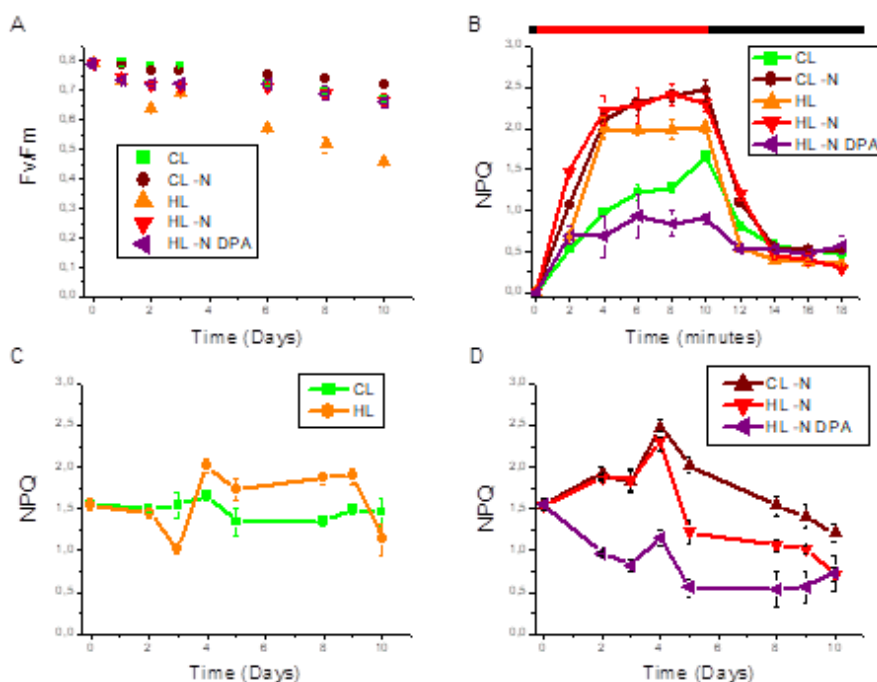 A
Fv/Fm
0,8
0,7
0,6
0,5
0,4
0,3
0,2
0,1
0,0
0 2 4 6 8 10
Time (Days)
CL
CL -N
HL
HL -N
HL -N DPA
B
NPQ
3,0
2,5
2,0
1,5
1,0
0,5
0,0
0 2 4 6 8 10 12 14 16 18
Time (minutes)
CL
CL -N
HL
HL -N
HL -N DPA
C
NPQ
3,0
2,5
2,0
1,5
1,0
0,5
0,0
0 2 4 6 8 10
Time (Days)
CL
HL
D
NPQ
3,0
2,5
2,0
1,5
1,0
0,5
0,0
0 2 4 6 8 10
Time (Days)
CL -N
HL -N
HL -N DPA